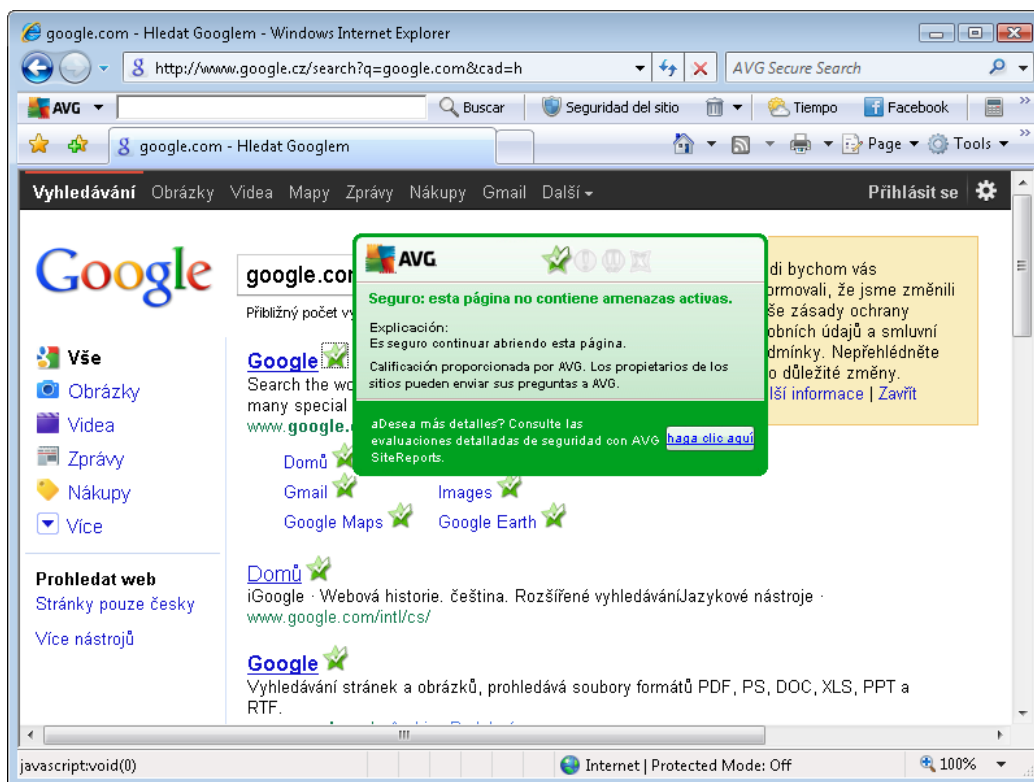 google.com - Hledat Googlem - Windows Internet Explorer
http://www.google.cz/search?q=google.com&cad=h
AVG Secure Search
AVG
Buscar
Seguridad del sitio
Tiempo
Facebook
google.com - Hledat Googlem
Page
Tools
Vyhledávání Obrázky Videa Mapy Zprávy Nákupy Gmail Další
Přihlásit se
Google
google.co
Přibližný počet
Vše
Obrázky
Videa
Zprávy
Nákupy
Více
Prohledat web
Stránky pouze česky
Více nástrojů
AVG
Seguro: esta página no contiene amenazas activas.
Explicación:
Es seguro continuar abriendo esta página.
Calificación proporcionada por AVG. Los propietarios de los
sitios pueden enviar sus preguntas a AVG.
aDesea más detalles? Consulte las
evaluaciones detalladas de seguridad con AVG
SiteReports.
haga clic aquí
di bychom vás
ormovali, že jsme změnili
še zásady ochrany
obních údajů a smluvní
dmínky. Nepřehlédněte
o důležité změny.
lší informace | Zavřít
Google
Search the wo
many special
www.google.
Domů
Gmail
Images
Google Maps
Google Earth
Domů
iGoogle · Webová historie. čeština. Rozšířené vyhledáváníJazykové nástroje ·
www.google.com/intl/cs/
Google
Vyhledávání stránek a obrázků, prohledává soubory formátů PDF, PS, DOC, XLS, PPT a
RTF.
javascript:void(0)
Internet | Protected Mode: Off
100%